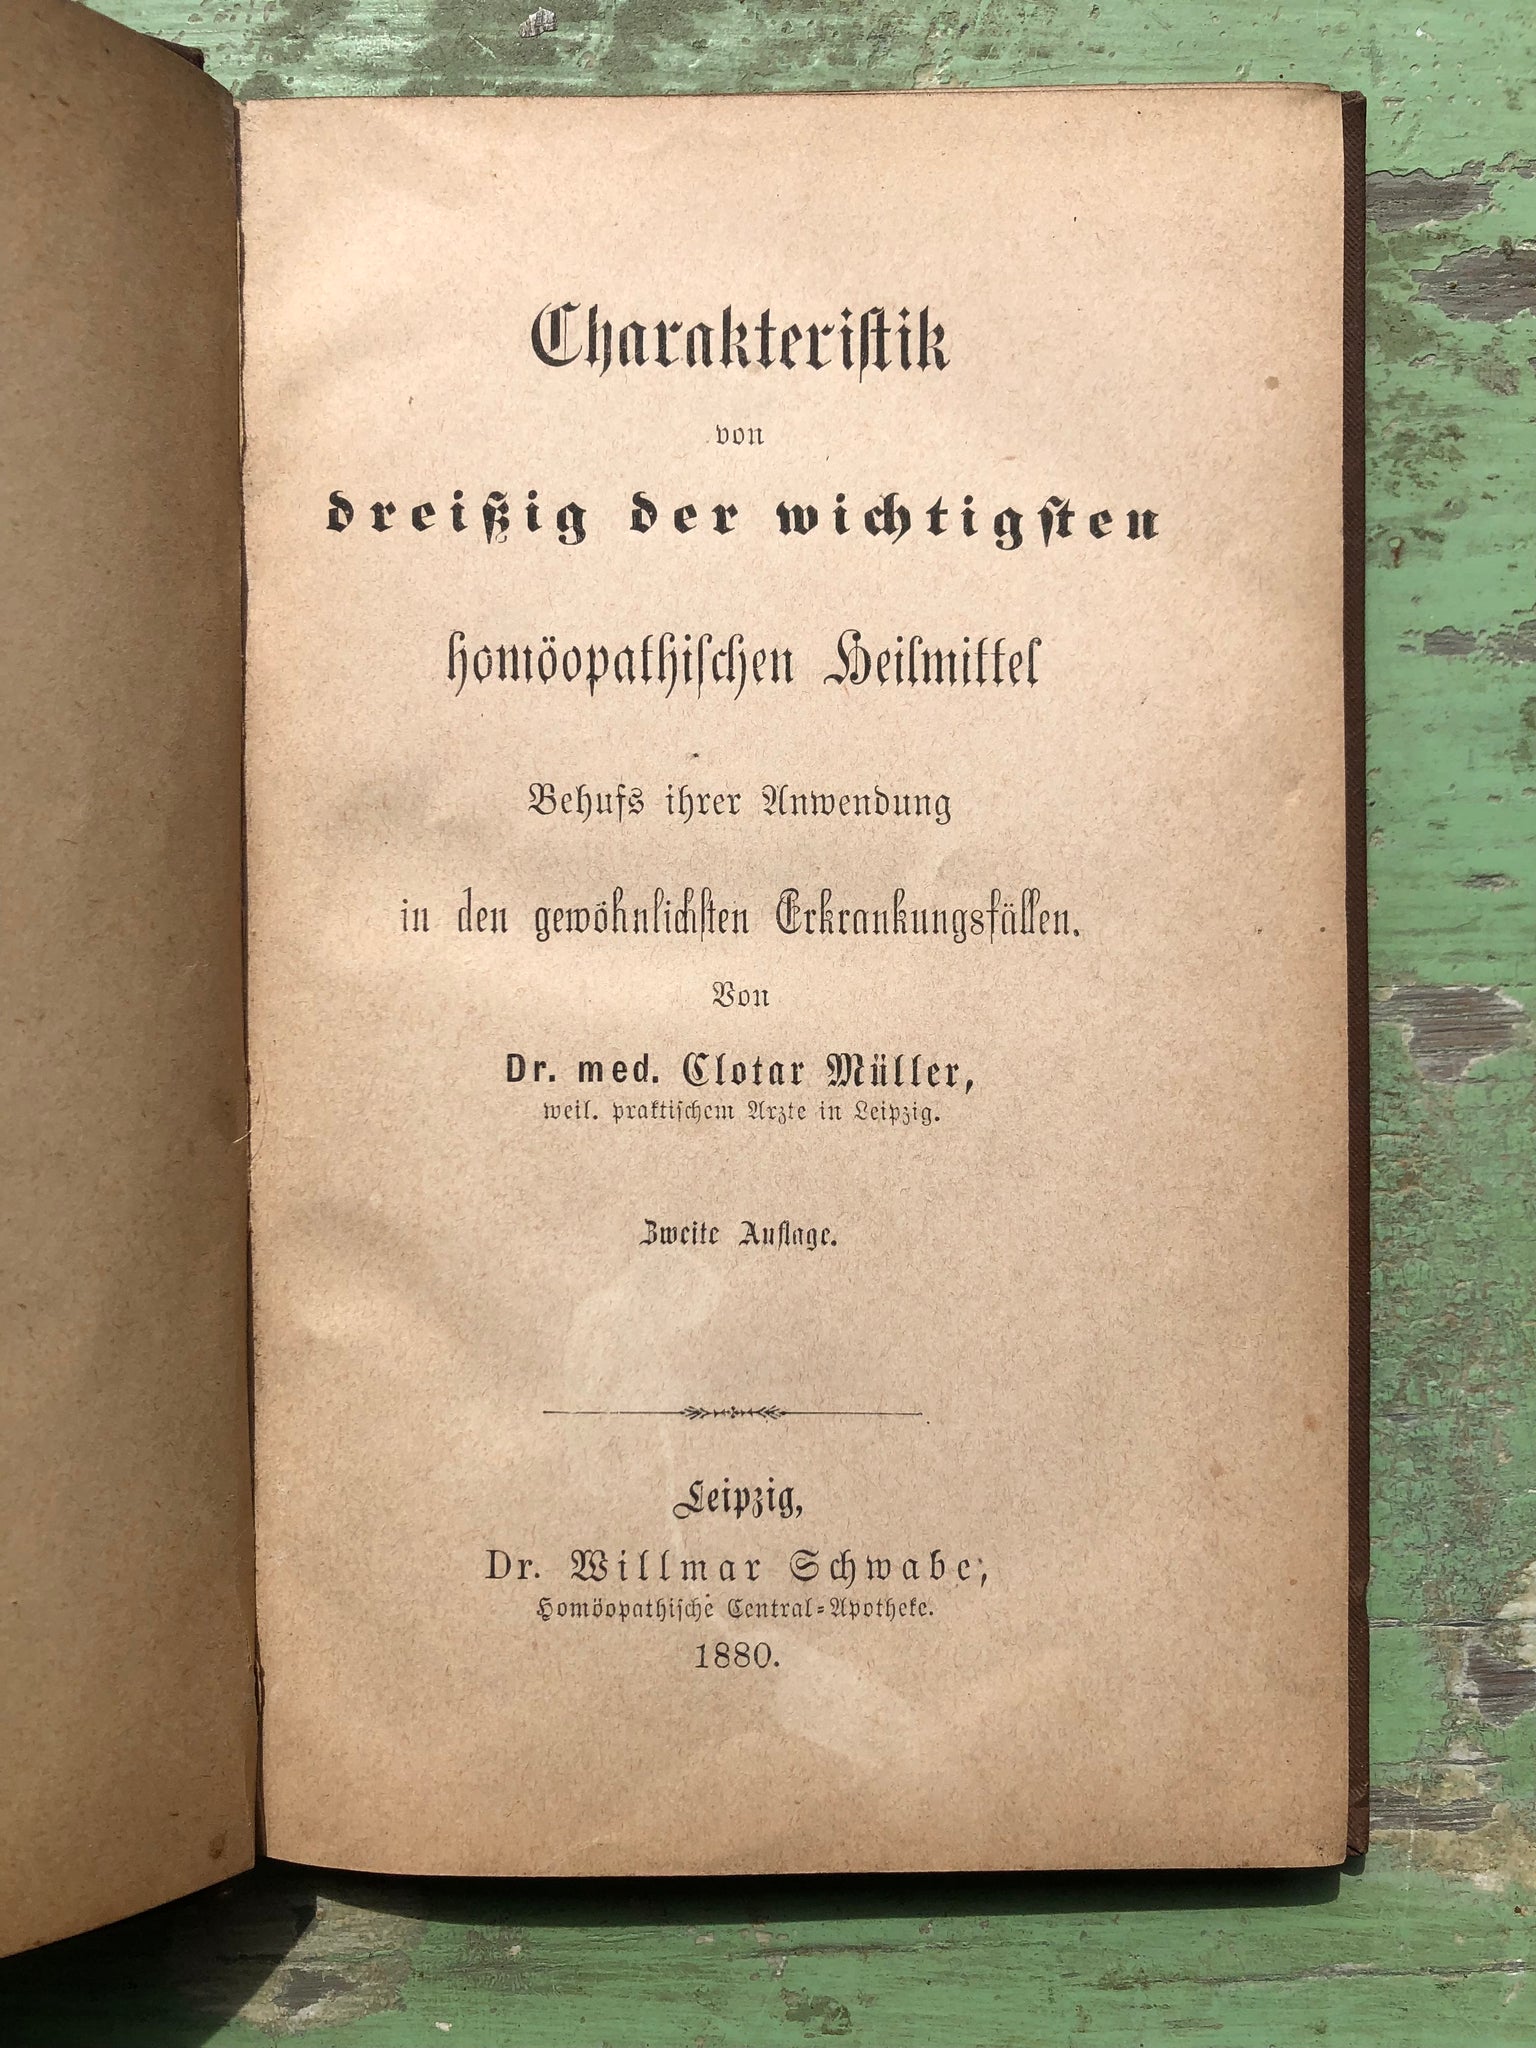 Charakteristik
von
dreißig der wichtigsten
homöopathischen Heilmittel
Behufs ihrer Anwendung
in den gewöhnlichsten Erkrankungsfällen.
Von
Dr. med. Clotar Müller,
weil. praktischem Arzte in Leipzig.
Zweite Auflage.
Leipzig,
Dr. Willmar Schwabe,
Homöopathische Central-Apotheke.
1880.